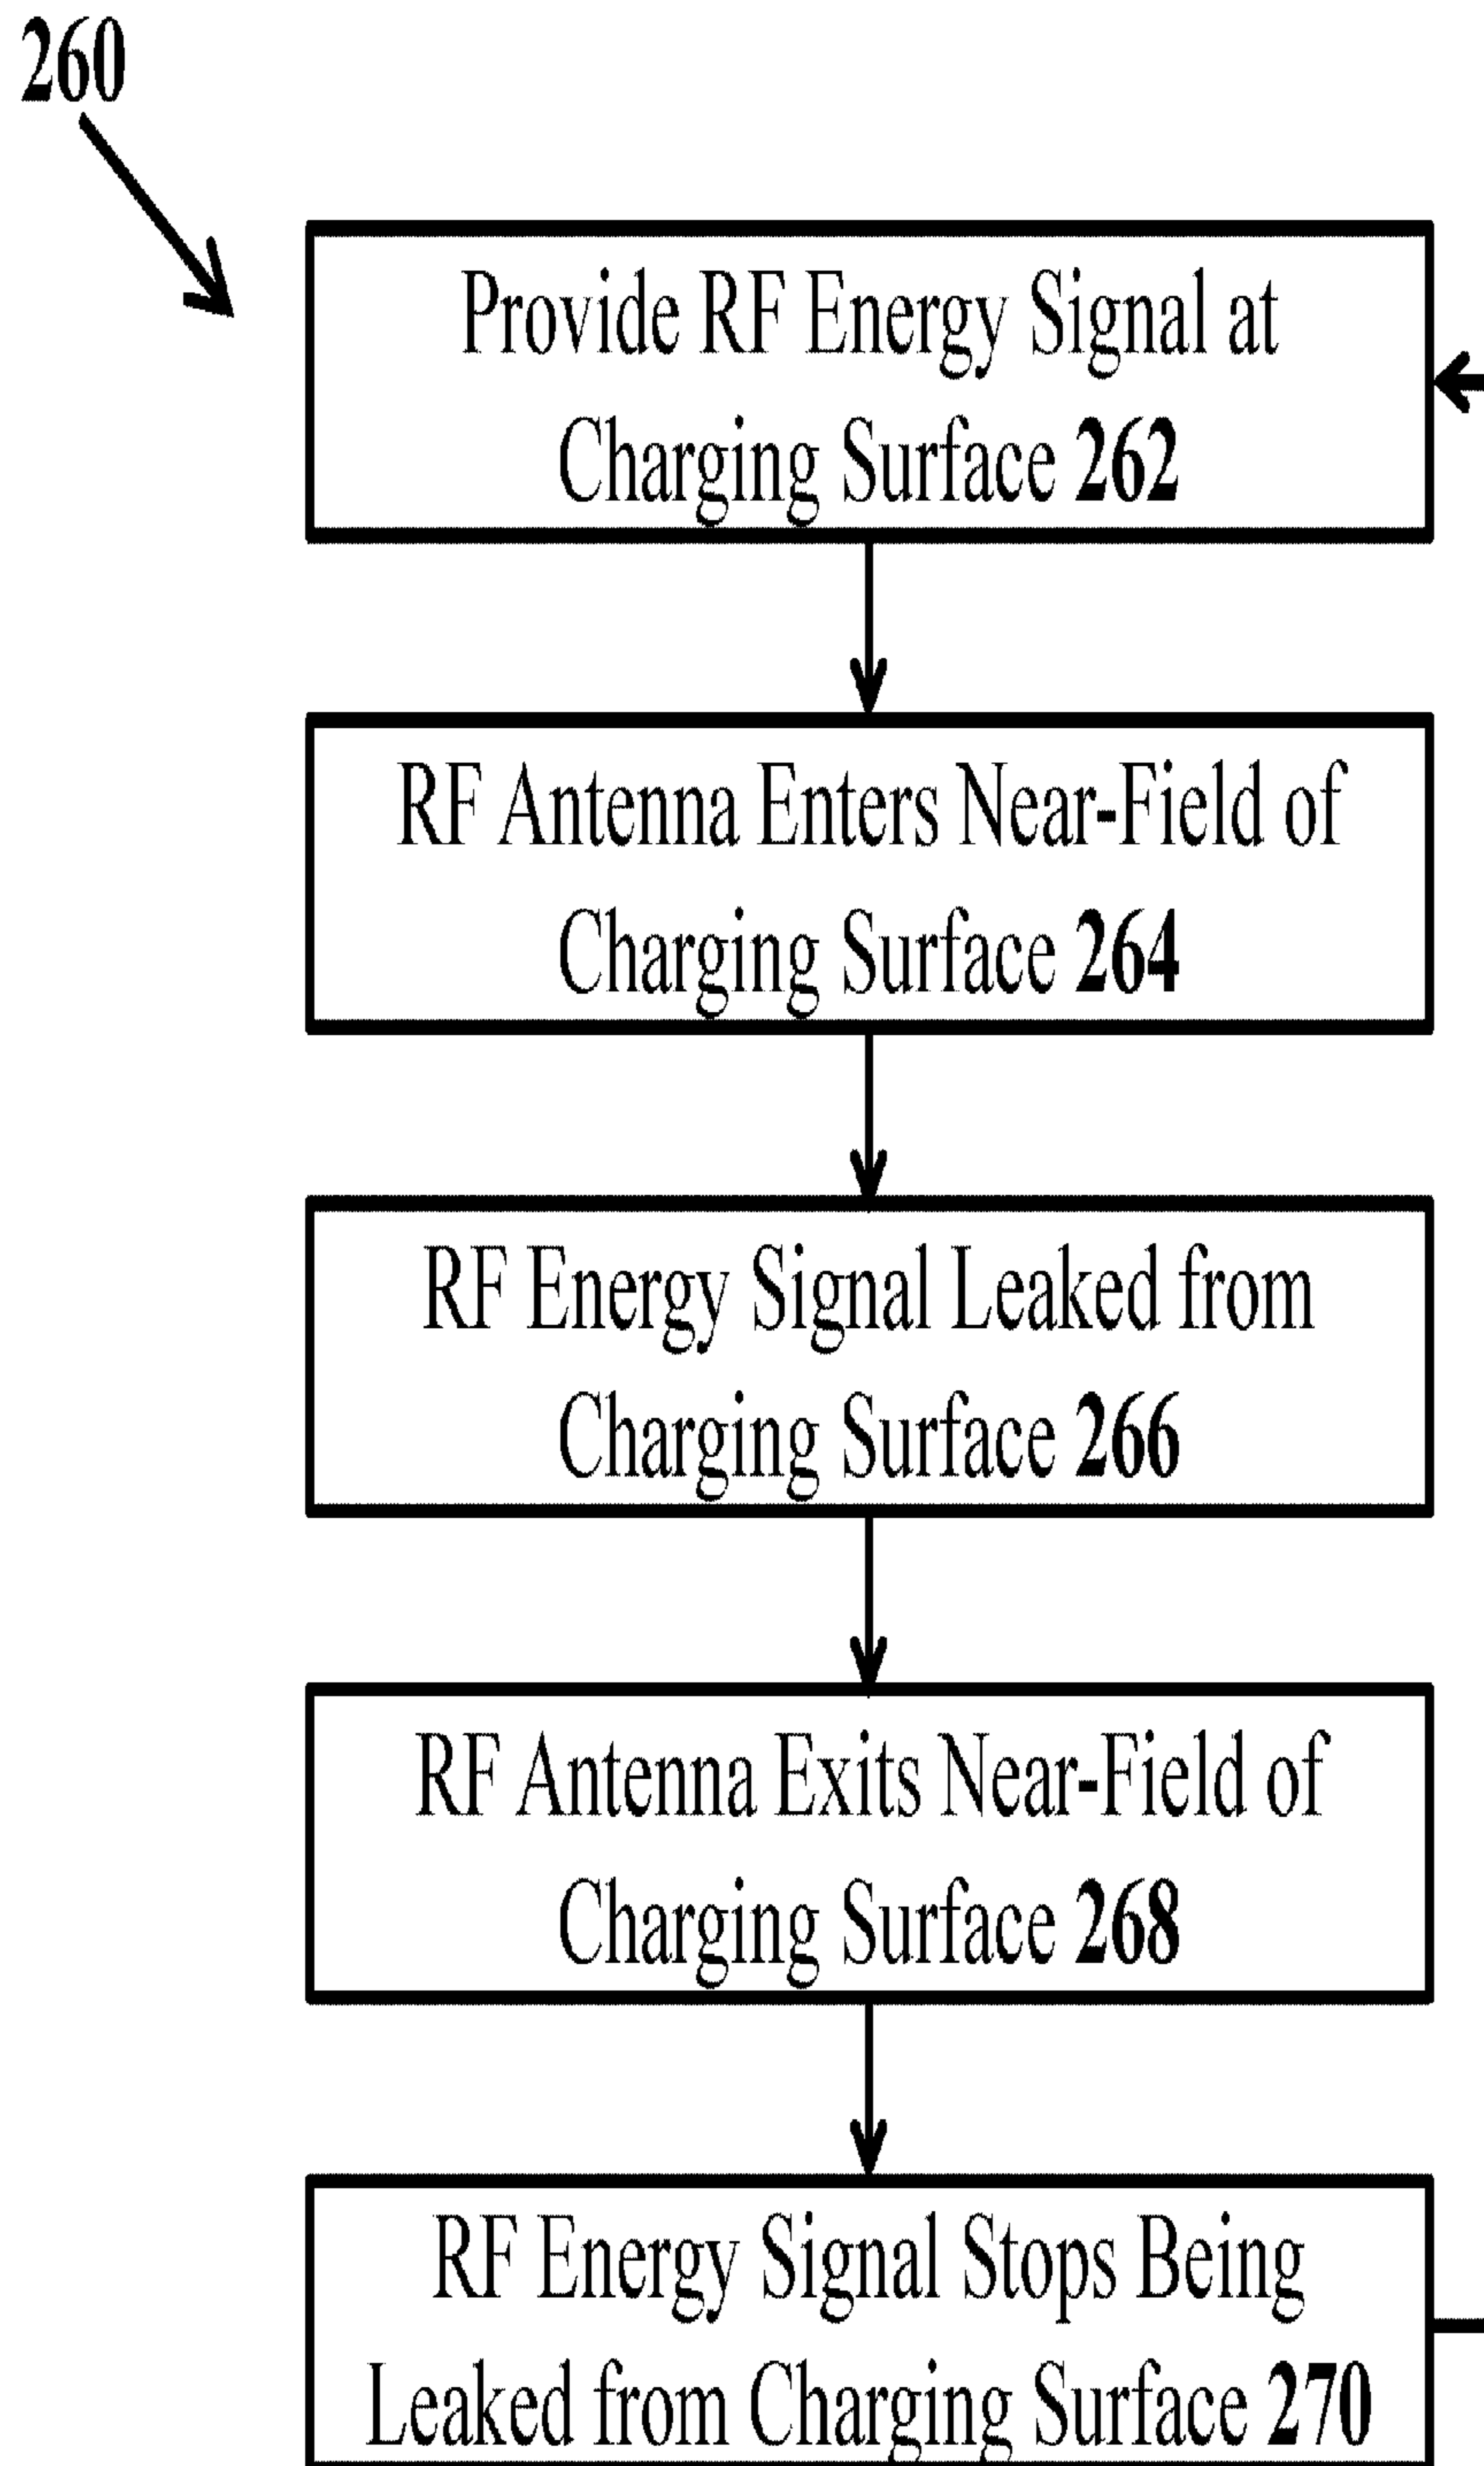 260
Provide RF Energy Signal at
Charging Surface 262
RF Antenna Enters Near-Field of
Charging Surface 264
RF Energy Signal Leaked from
Charging Surface 266
RF Antenna Exits Near-Field of
Charging Surface 268
RF Energy Signal Stops Being
Leaked from Charging Surface 270